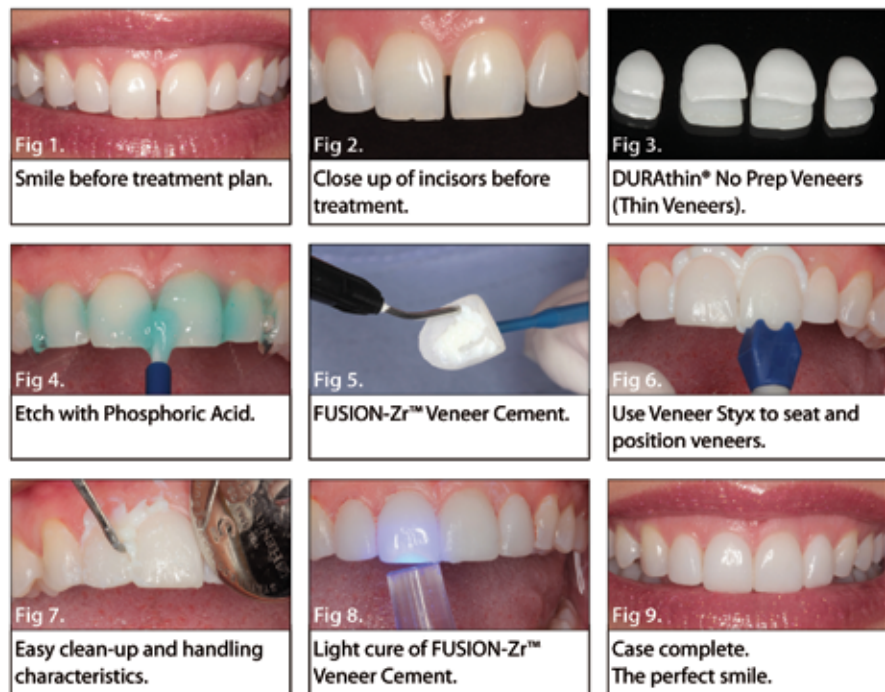 Fig 1.
Smile before treatment plan.
Fig 2.
Close up of incisors before
treatment.
Fig 3.
DURAthin® No Prep Veneers
(Thin Veneers).
Fig 4.
Etch with Phosphoric Acid.
Fig 5.
FUSION-Zr™ Veneer Cement.
Fig 6.
Use Veneer Styx to seat and
position veneers.
Fig 7.
Easy clean-up and handling
characteristics.
Fig 8.
Light cure of FUSION-Zr™
Veneer Cement.
Fig 9.
Case complete.
The perfect smile.